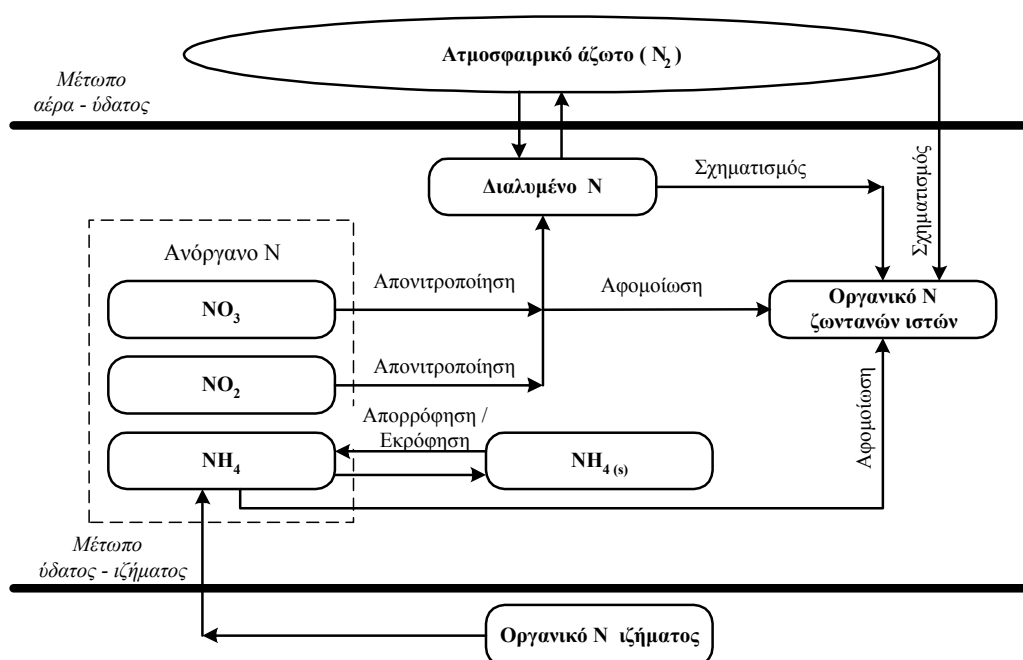 Ατμοσφαιρικό άζωτο ( N2 )
Μέτωπο
αέρα - ύδατος
Διαλυμένο N
Σχηματισμός
Σχηματισμός
Ανόργανο N
NO3
Απονιτροποίηση
Αφομοίωση
Οργανικό N
ζωντανών ιστών
NO2
Απονιτροποίηση
Απορρόφηση /
Εκρόφηση
NH4
NH4 (s)
Αφομοίωση
Μέτωπο
ύδατος - ιζήματος
Οργανικό N ιζήματος